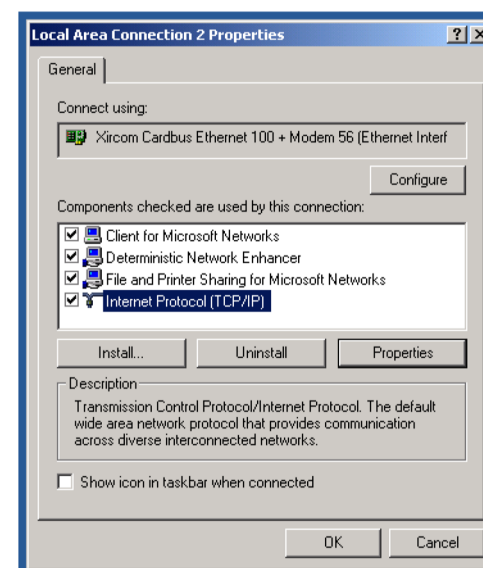 Local Area Connection 2 Properties
General
Connect using:
Xircom Cardbus Ethernet 100 + Modem 56 (Ethernet Interf
Configure
Components checked are used by this connection:
Client for Microsoft Networks
Deterministic Network Enhancer
File and Printer Sharing for Microsoft Networks
Internet Protocol (TCP/IP)
Install... Uninstall Properties
Description
Transmission Control Protocol/Internet Protocol. The default
wide area network protocol that provides communication
across diverse interconnected networks.
Show icon in taskbar when connected
OK Cancel